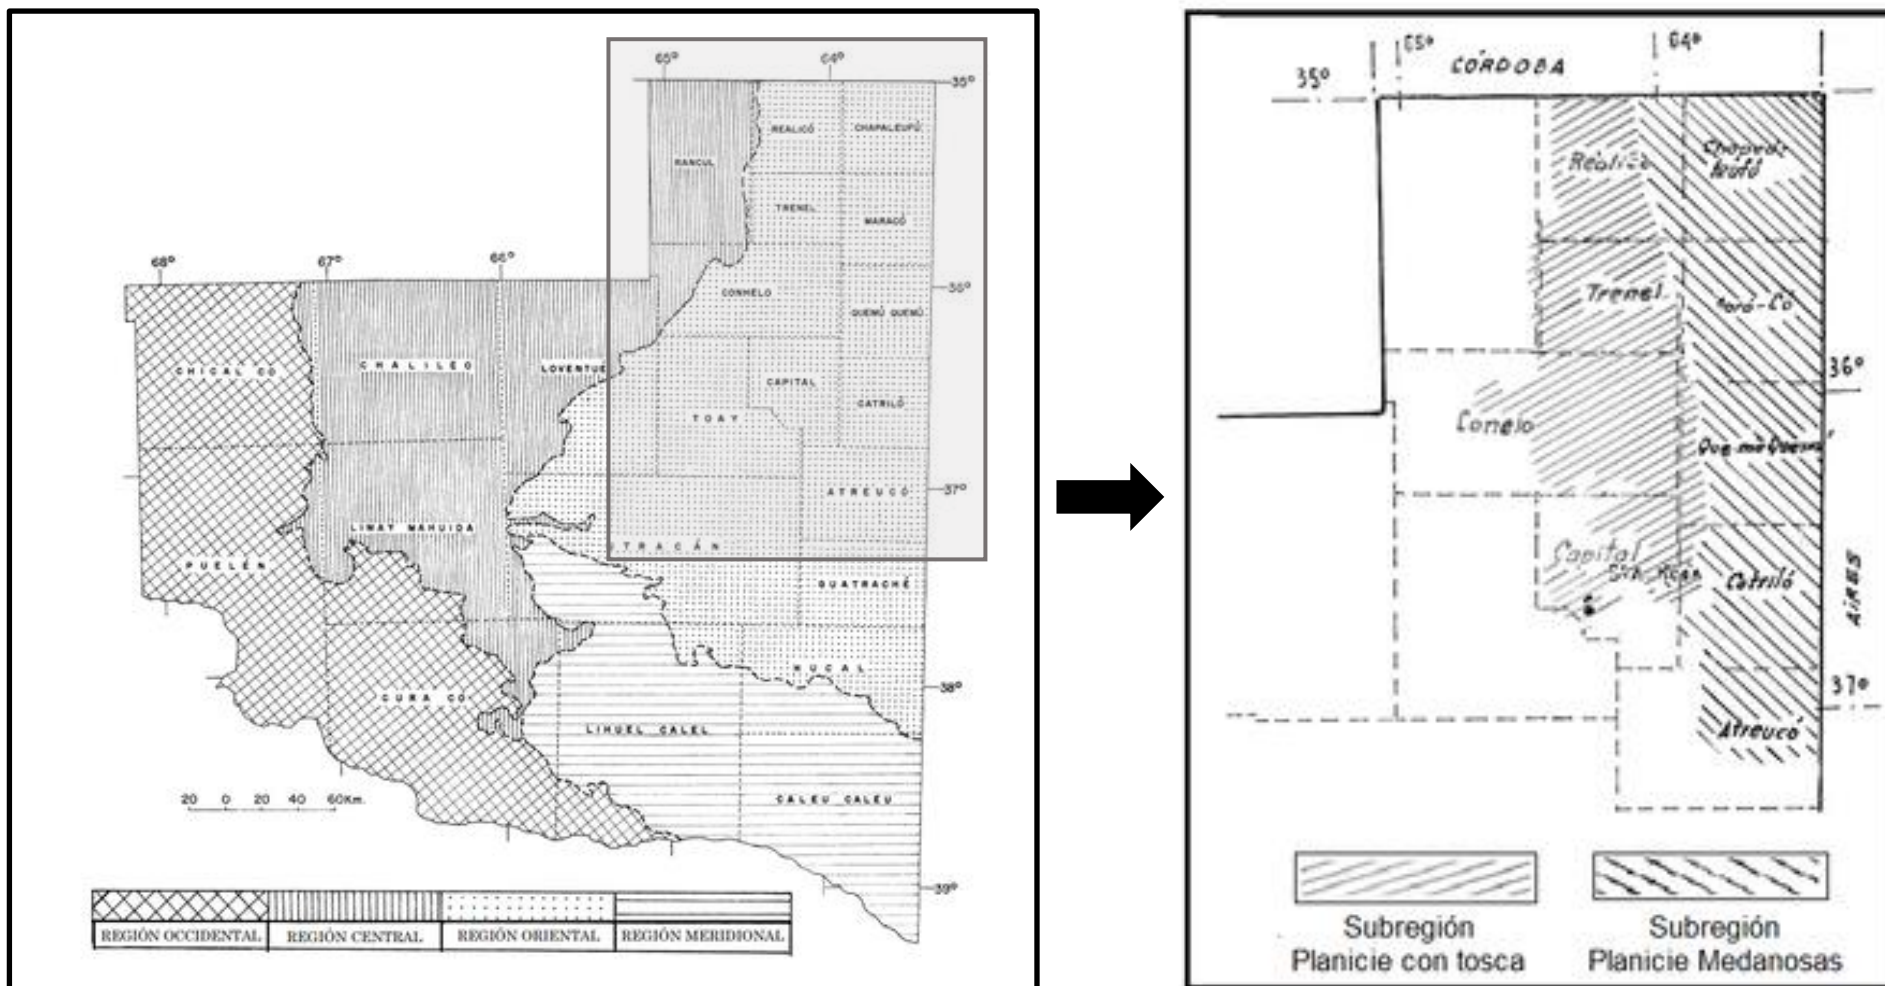 65º 64º
35º
REALICÓ CHAPALEUFÚ
RANCUL
TRENEL
MARACÓ
68º 67º 66º
36º
CONHELO
QUEMÚ QUEMÚ
CHICAL CO CHALILEO LOVENTUE
CAPITAL
CATRILÓ
TOAY
37º
ATREUCÓ
LIMAY MAHUIDA
UTRACÁN
PUELÉN
GUATRACHÉ
HUCAL
38º
CURA CO
LIHUEL CALEL
20 0 20 40 60Km.
CALEU CALEU
39º
REGIÓN OCCIDENTAL REGIÓN CENTRAL REGIÓN ORIENTAL REGIÓN MERIDIONAL
65º 64º
CÓRDOBA
35º
Realicó
Trenel
36º
Conelo
Capital
Catriló
AIRES
37º
Atreucó
Subregión
Planicie con tosca
Subregión
Planicie Medanosas